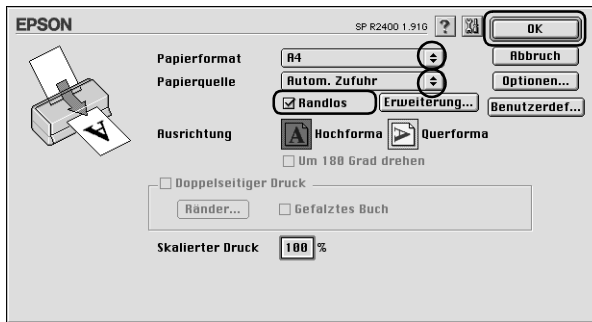 EPSON
SP R2400 1.91G ? OK
Papierformat A4 Abbruch
Papierquelle Autom. Zufuhr Optionen...
Randlos Erweiterung... Benutzerdef...
Ausrichtung A Hochforma A Querforma
Um 180 Grad drehen
Doppelseitiger Druck
Ränder... Gefalztes Buch
Skalierter Druck 100 %
A